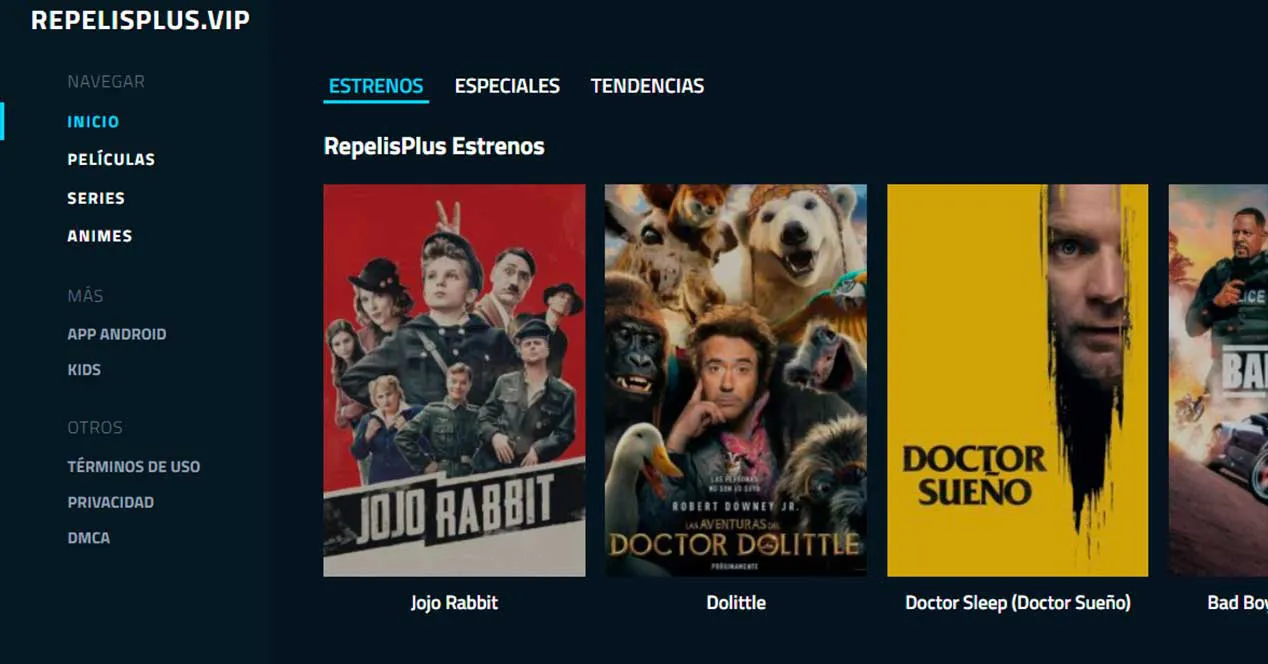 REPELISPLUS.VIP
NAVEGAR
INICIO
PELÍCULAS
SERIES
ANIMES
MÁS
APP ANDROID
KIDS
OTROS
TÉRMINOS DE USO
PRIVACIDAD
DMCA
ESTRENOS ESPECIALES TENDENCIAS
RepelisPlus Estrenos
JOJO RABBIT
LAS PERSONAS
NO SON LO SUYO
ROBERT DOWNEY JR.
LAS AVENTURAS DEL
DOCTOR DOLITTLE
PRÓXIMAMENTE
DOCTOR
SUEÑO
LICE
BA
Jojo Rabbit
Dolittle
Doctor Sleep (Doctor Sueño)
Bad Boy